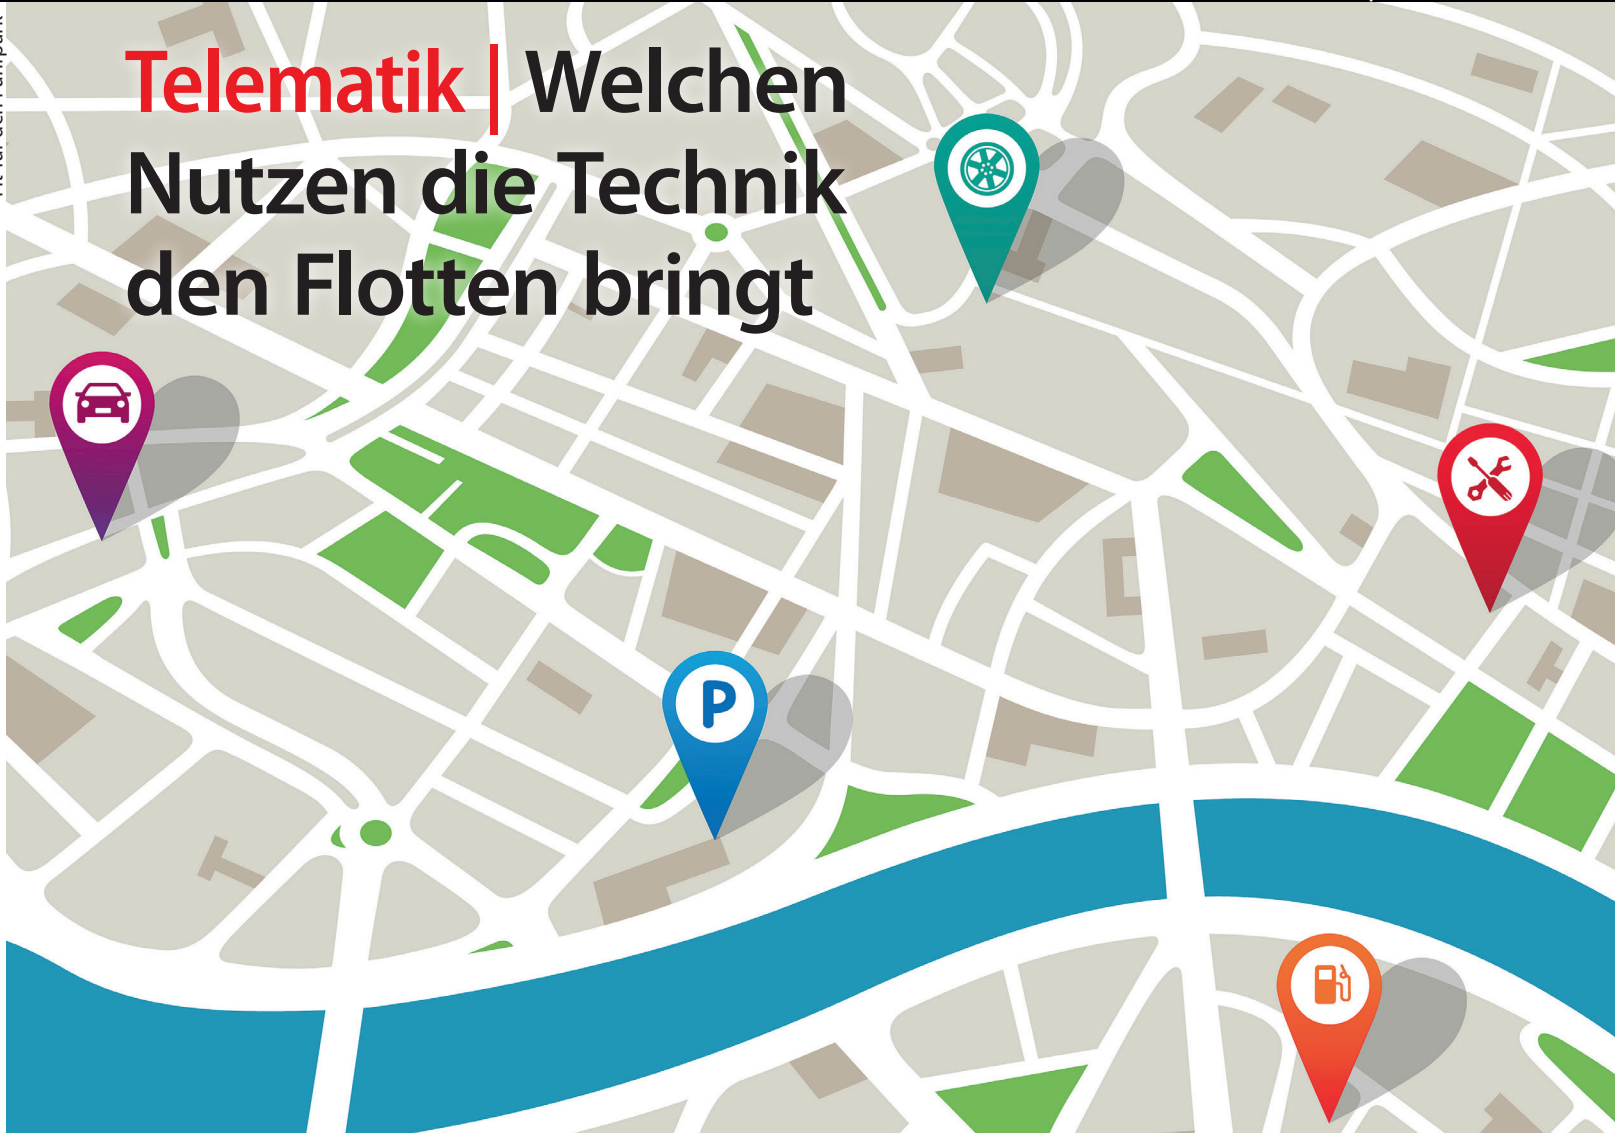 Telematik | Welchen
Nutzen die Technik
den Flotten bringt
P